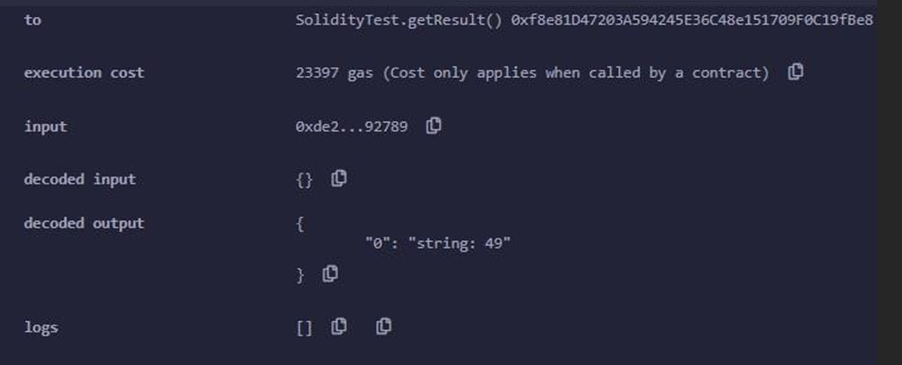 to SolidityTest.getResult() 0xf8e81D47203A594245E36C48e151709F0C19fBe8
execution cost 23397 gas (Cost only applies when called by a contract)
input 0xde2...92789
decoded input {}
decoded output {
"0": "string: 49"
}
logs []